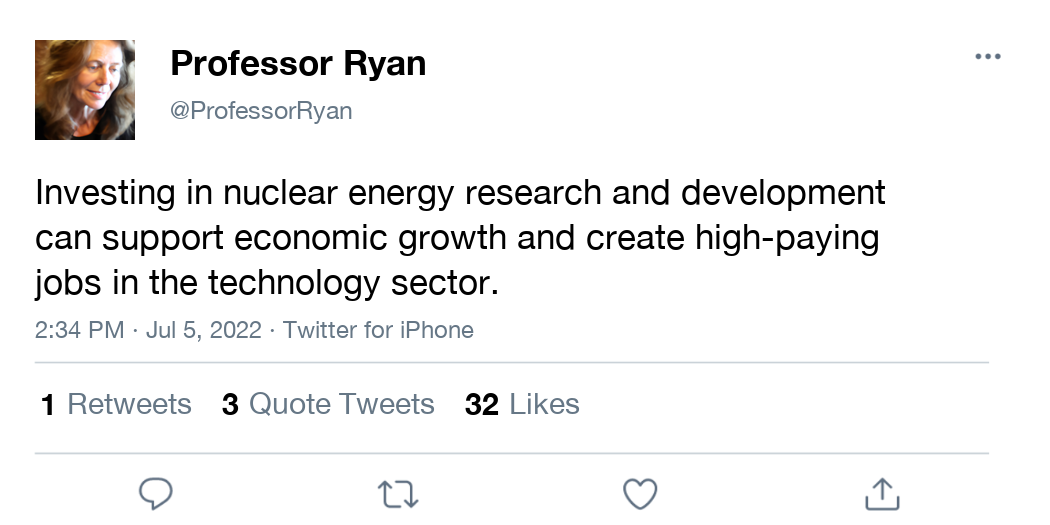 Professor Ryan
@ProfessorRyan
Investing in nuclear energy research and development
can support economic growth and create high-paying
jobs in the technology sector.
2:34 PM · Jul 5, 2022 · Twitter for iPhone
1 Retweets 3 Quote Tweets 32 Likes